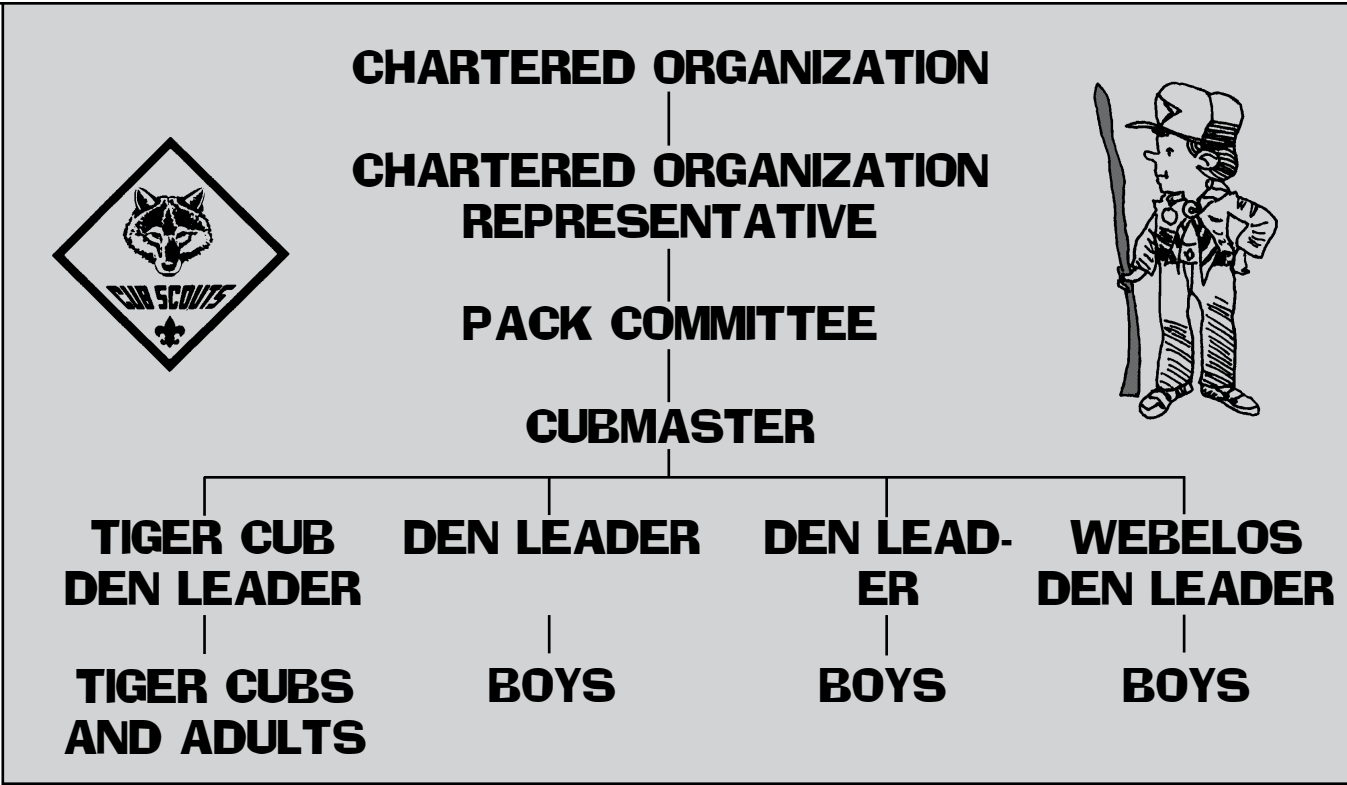 CHARTERED ORGANIZATION
CHARTERED ORGANIZATION
REPRESENTATIVE
CUB SCOUTS
PACK COMMITTEE
CUBMASTER
TIGER CUB
DEN LEADER
DEN LEADER
DEN LEAD-
ER
WEBELOS
DEN LEADER
TIGER CUBS
AND ADULTS
BOYS
BOYS
BOYS